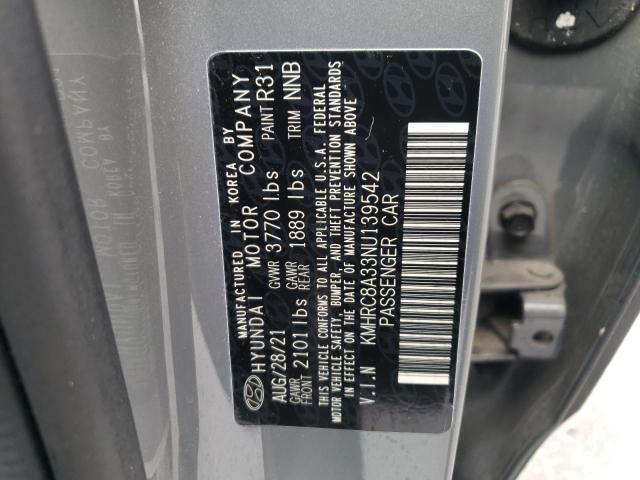 MANUFACTURED IN KOREA BY
HYUNDAI MOTOR COMPANY
AUG/28/21 GVWR 3770 lbs PAINT R31
GAWR FRONT 2101 lbs GAWR REAR 1889 lbs TRIM NNB
THIS VEHICLE CONFORMS TO ALL APPLICABLE U.S.A. FEDERAL
MOTOR VEHICLE SAFETY, BUMPER, AND THEFT PREVENTION STANDARDS
IN EFFECT ON THE DATE OF MANUFACTURE SHOWN ABOVE
V.I.N KMHRC8A33NU139542
PASSENGER CAR